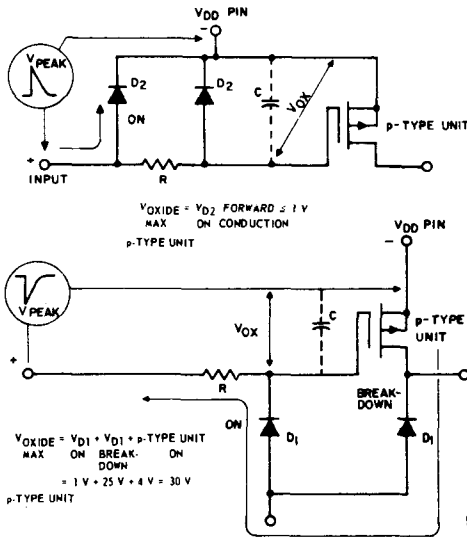 VDD PIN
-
VPEAK
D2
D2
C
VOX
ON
p-TYPE UNIT
+
INPUT
R
VOXIDE = VD2 FORWARD ≤ 1 V
MAX ON CONDUCTION
p-TYPE UNIT
VDD PIN
-
VPEAK
C
p-TYPE
UNIT
VOX
+
R
BREAK-
DOWN
ON
D1
D1
VOXIDE = VD1 + VD1 + p-TYPE UNIT
MAX ON BREAK- ON
DOWN
= 1 V + 25 V + 4 V = 30 V
p-TYPE UNIT